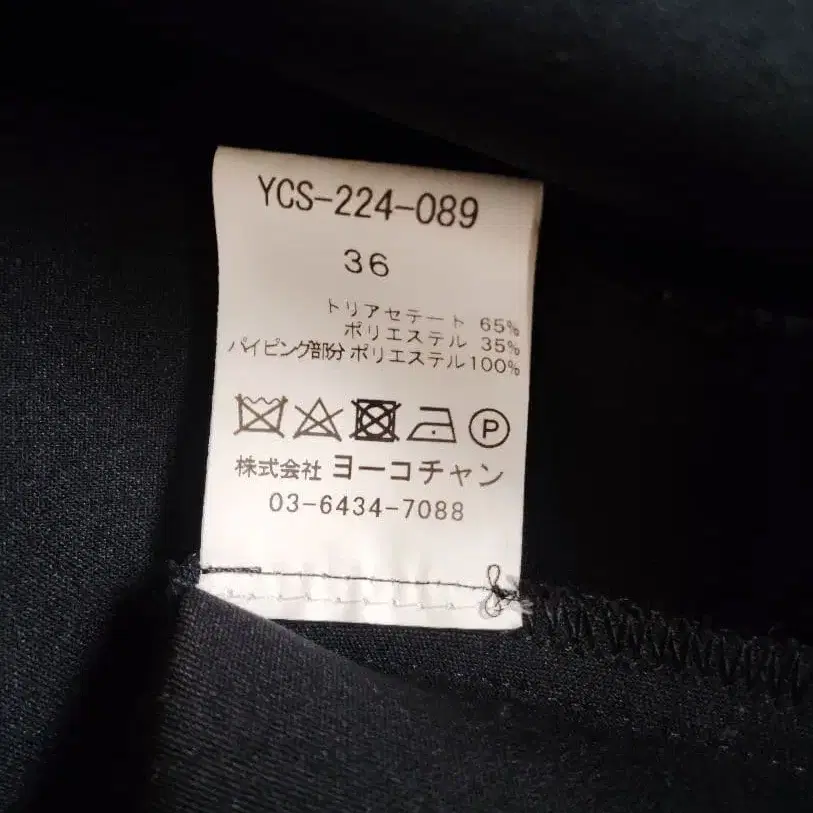 YCS-224-089
36
トリアセテート 65%
ポリエステル 35%
パイピング部分 ポリエステル100%
P
株式会社 ヨーコチャン
03-6434-7088